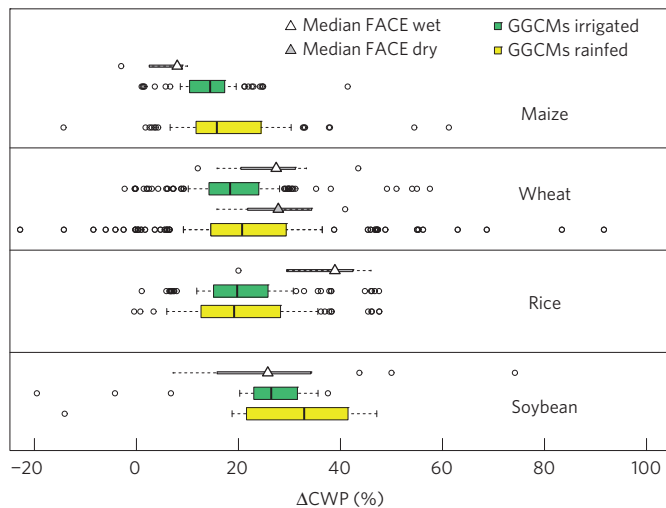 Median FACE wet
GGCMs irrigated
Median FACE dry
GGCMs rainfed
Maize
Wheat
Rice
Soybean
−20 0 20 40 60 80 100
ΔCWP (%)